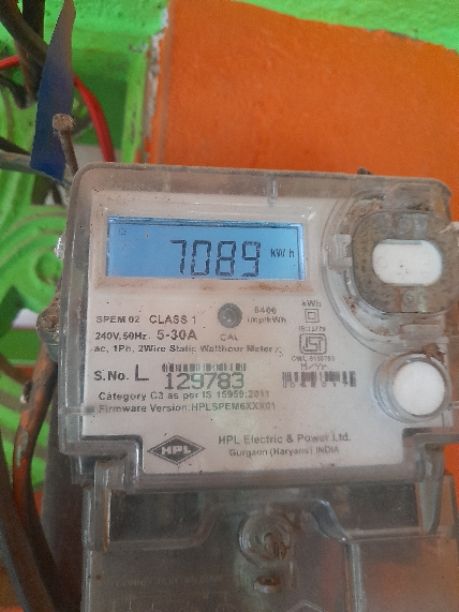 7089 kWh
SPEM 02 CLASS 1
240V,50Hz 5-30A
CAL
6400
imp/kWh
kWh
ac, 1Ph, 2Wire Static Watthour Meter
S.No. L 129783
Category C3 as per IS 15959:2011
Firmware Version:HPLSPEM6XXX01
HPL
HPL Electric & Power Ltd.
Gurgaon (Haryana) INDIA